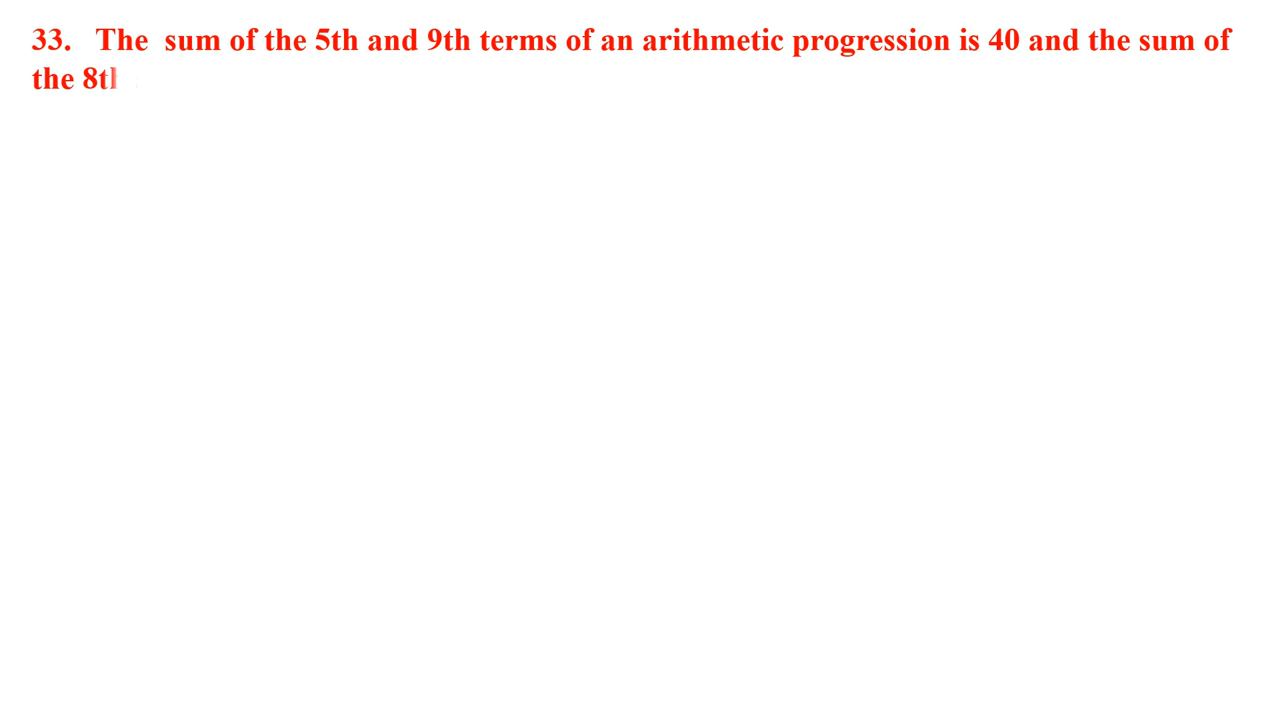 33. The sum of the 5th and 9th terms of an arithmetic progression is 40 and the sum of
the